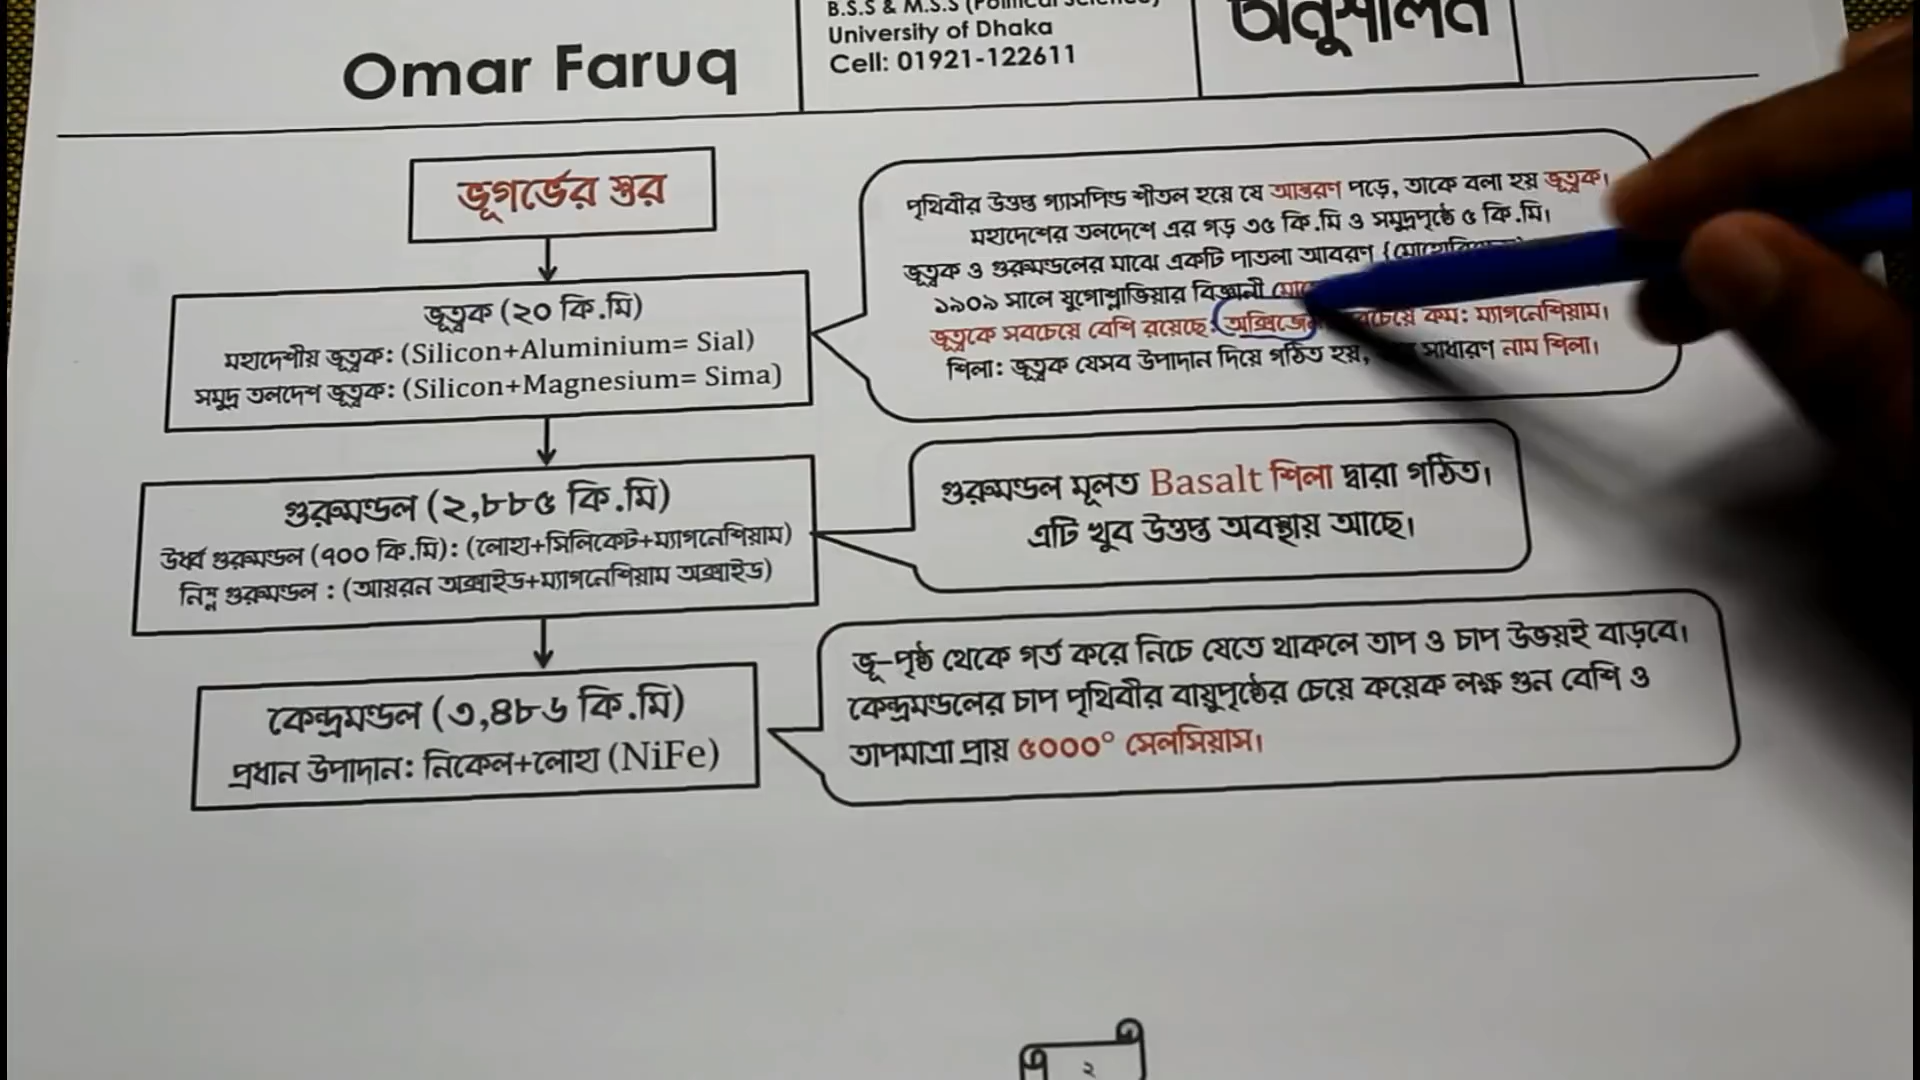 Omar Faruq
B.S.S & M.S.S (Political Science)
University of Dhaka
Cell: 01921-122611
অনুশীলন
ভূগর্ভের স্তর
ভূত্বক (২০ কি.মি)
মহাদেশীয় ভূত্বক: (Silicon+Aluminium= Sial)
সমুদ্র তলদেশ ভূত্বক: (Silicon+Magnesium= Sima)
পৃথিবীর উত্তপ্ত গ্যাসপিন্ড শীতল হয়ে যে আস্তরণ পড়ে, তাকে বলা হয় ভূত্বক।
মহাদেশের তলদেশে এর গড় ৩৫ কি.মি ও সমুদ্রপৃষ্ঠে ৫ কি.মি।
ভূত্বক ও গুরুমন্ডলের মাঝে একটি পাতলা আবরণ
১৯০৯ সালে যুগোশ্লাভিয়ার বিজ্ঞানী
ভূত্বকে সবচেয়ে বেশি রয়েছে: অক্সিজেন কম: ম্যাগনেশিয়াম।
শিলা: ভূত্বক যেসব উপাদান দিয়ে গঠিত হয়, সাধারণ নাম শিলা।
গুরুমন্ডল (২,৮৮৫ কি.মি)
উর্ধ্ব গুরুমন্ডল (৭০০ কি.মি): (লোহা+সিলিকেট+ম্যাগনেশিয়াম)
নিম্ন গুরুমন্ডল : (আয়রন অক্সাইড+ম্যাগনেশিয়াম অক্সাইড)
গুরুমন্ডল মূলত Basalt শিলা দ্বারা গঠিত।
এটি খুব উত্তপ্ত অবস্থায় আছে।
কেন্দ্রমন্ডল (৩,৪৮৬ কি.মি)
প্রধান উপাদান: নিকেল+লোহা (NiFe)
ভূ-পৃষ্ঠ থেকে গর্ত করে নিচে যেতে থাকলে তাপ ও চাপ উভয়ই বাড়বে।
কেন্দ্রমন্ডলের চাপ পৃথিবীর বায়ুপৃষ্ঠের চেয়ে কয়েক লক্ষ গুন বেশি ও
তাপমাত্রা প্রায় ৫০০০° সেলসিয়াস।
২